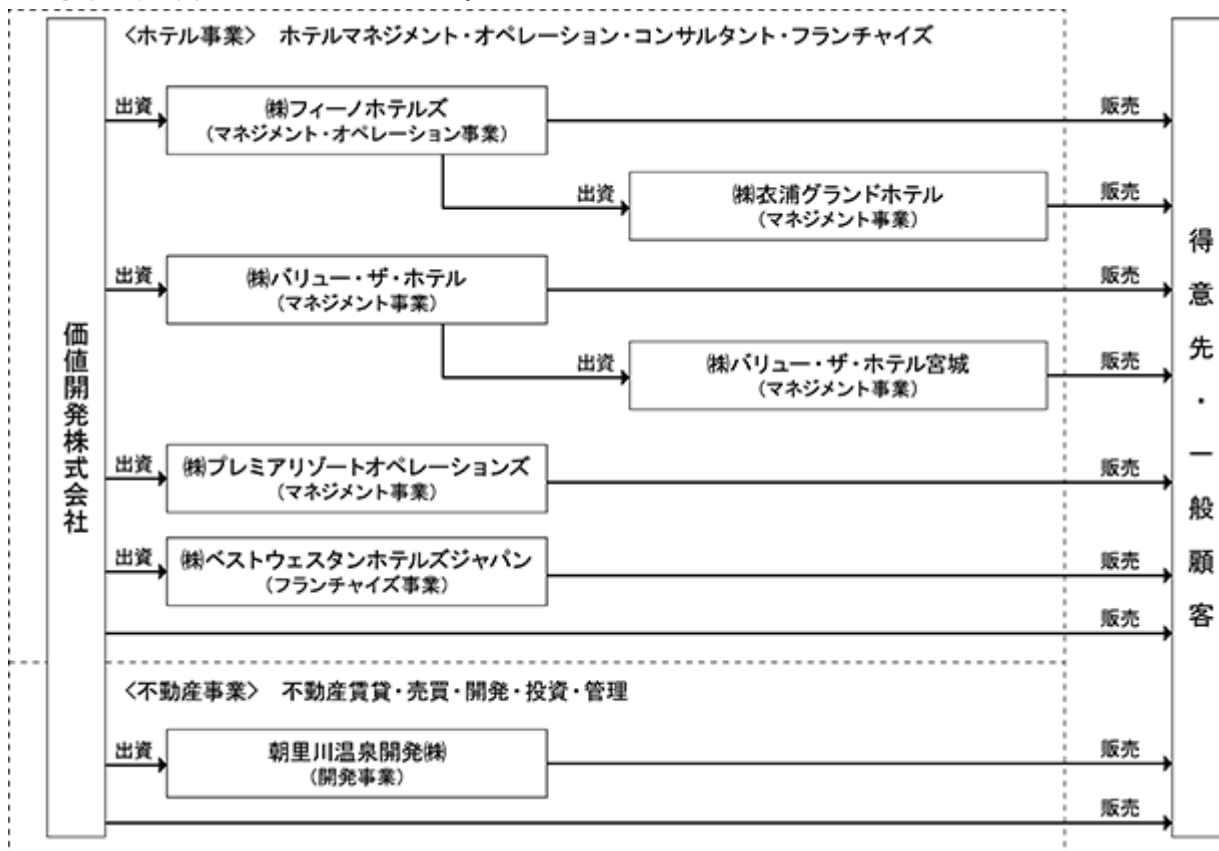 価値開発株式会社
〈ホテル事業〉 ホテルマネジメント・オペレーション・コンサルタント・フランチャイズ
出資
㈱フィーノホテルズ
(マネジメント・オペレーション事業)
販売
出資
㈱衣浦グランドホテル
(マネジメント事業)
販売
出資
㈱バリュー・ザ・ホテル
(マネジメント事業)
販売
出資
㈱バリュー・ザ・ホテル宮城
(マネジメント事業)
販売
出資
㈱プレミアリゾートオペレーションズ
(マネジメント事業)
販売
出資
㈱ベストウェスタンホテルズジャパン
(フランチャイズ事業)
販売
販売
〈不動産事業〉 不動産賃貸・売買・開発・投資・管理
出資
朝里川温泉開発㈱
(開発事業)
販売
販売
得意先・一般顧客